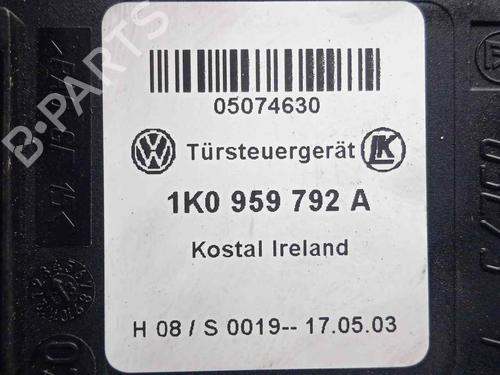 B-PARTS
05074630
Türsteuergerät
1K0 959 792 A
Kostal Ireland
H 08 / S 0019-- 17.05.03